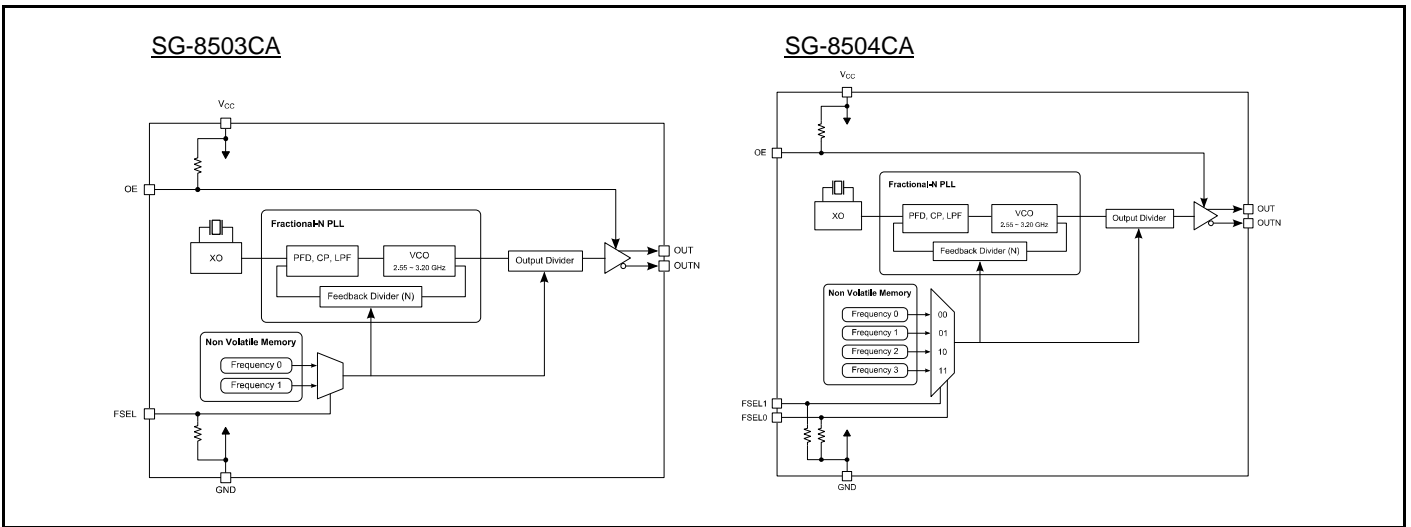 SG-8503CA
VCC
OE
Fractional-N PLL
XO
PFD, CP, LPF
VCO
2.55 ~ 3.20 GHz
Feedback Divider (N)
Output Divider
OUT
OUTN
Non Volatile Memory
Frequency 0
Frequency 1
FSEL
GND
SG-8504CA
VCC
OE
Fractional-N PLL
XO
PFD, CP, LPF
VCO
2.55 ~ 3.20 GHz
Feedback Divider (N)
Output Divider
OUT
OUTN
Non Volatile Memory
Frequency 0
00
Frequency 1
01
Frequency 2
10
Frequency 3
11
FSEL1
FSEL0
GND